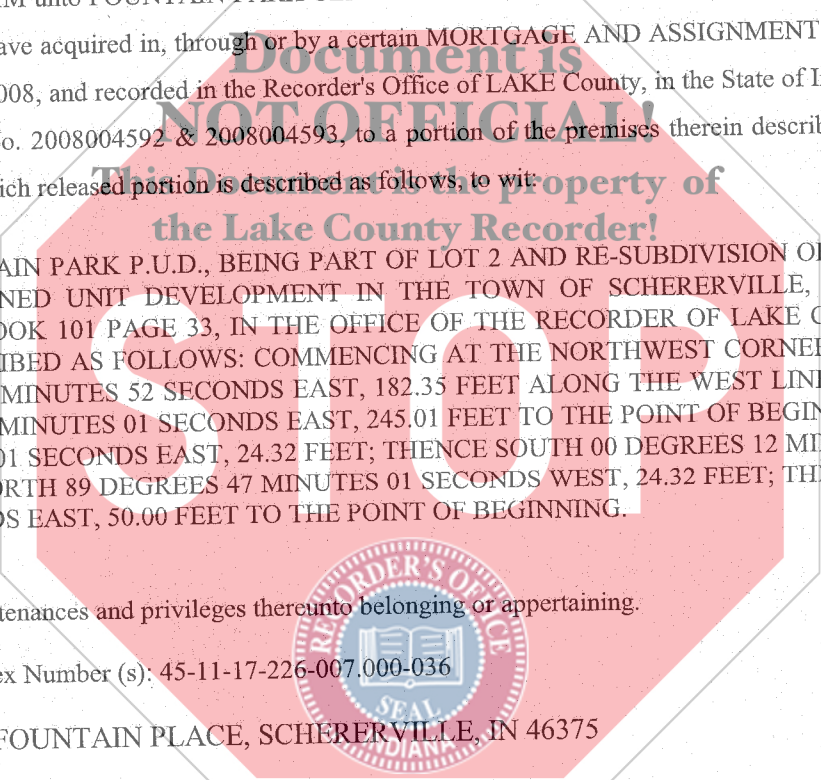 unto FOUNTAIN PARK
ave acquired in, through or by a certain MORTGAGE AND ASSIGNMENT
008, and recorded in the Recorder's Office of LAKE County, in the State of I
o. 2008004592 & 2008004593, to a portion of the premises therein describ
ich released portion is described as follows, to wit:
Document is
NOT OFFICIAL!
This Document is the property of
the Lake County Recorder!
AIN PARK P.U.D., BEING PART OF LOT 2 AND RE-SUBDIVISION O
NED UNIT DEVELOPMENT IN THE TOWN OF SCHERERVILLE,
OOK 101 PAGE 33, IN THE OFFICE OF THE RECORDER OF LAKE C
IBED AS FOLLOWS: COMMENCING AT THE NORTHWEST CORNE
MINUTES 52 SECONDS EAST, 182.35 FEET ALONG THE WEST LIN
MINUTES 01 SECONDS EAST, 245.01 FEET TO THE POINT OF BEGIN
01 SECONDS EAST, 24.32 FEET; THENCE SOUTH 00 DEGREES 12 MI
ORTH 89 DEGREES 47 MINUTES 01 SECONDS WEST, 24.32 FEET; TH
DS EAST, 50.00 FEET TO THE POINT OF BEGINNING.
STOP
tenances and privileges thereunto belonging or appertaining.
ex Number (s): 45-11-17-226-007.000-036
FOUNTAIN PLACE, SCHERERVILLE, IN 46375
RECORDER'S OFFICE
SEAL
INDIANA